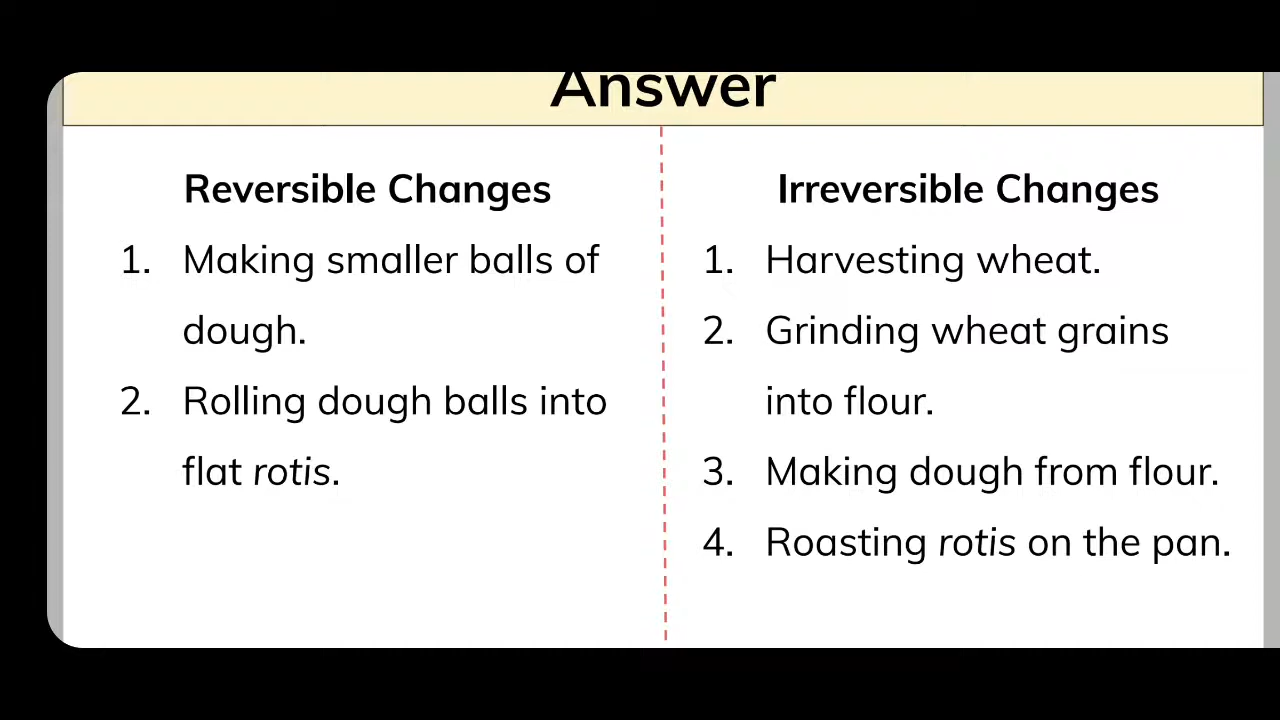 Answer
Reversible Changes
1. Making smaller balls of
dough.
2. Rolling dough balls into
flat rotis.
Irreversible Changes
1. Harvesting wheat.
2. Grinding wheat grains
into flour.
3. Making dough from flour.
4. Roasting rotis on the pan.